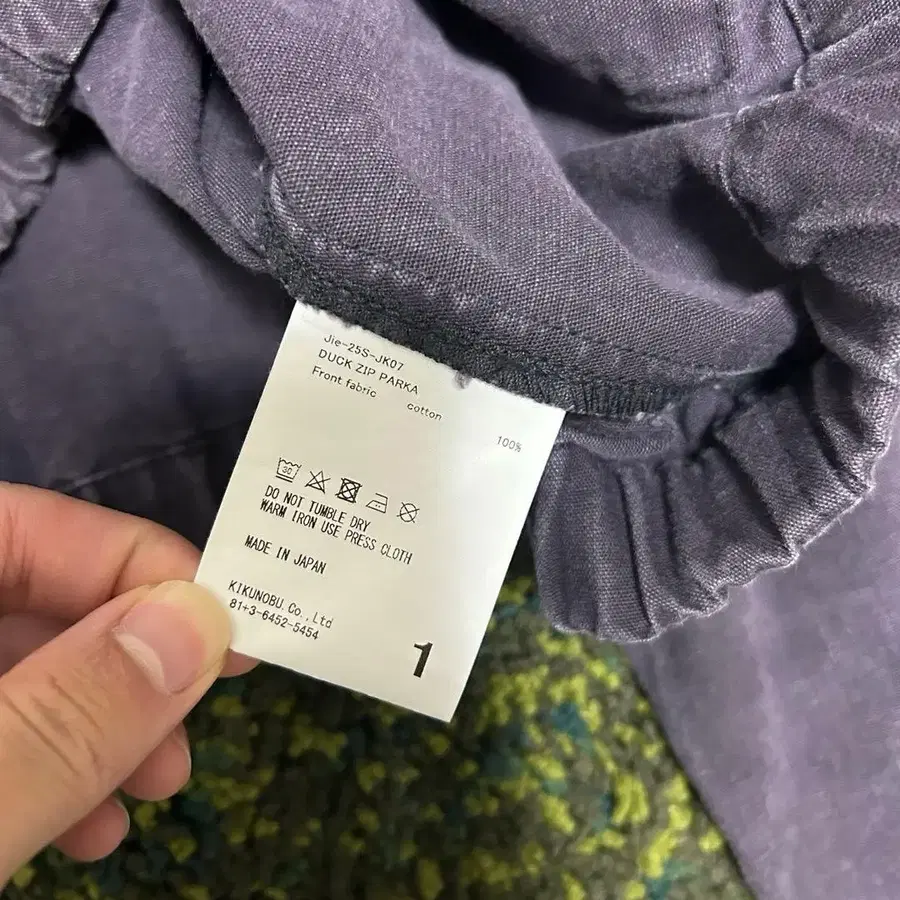 Jie-25S-JK07
DUCK ZIP PARKA
Front fabric cotton 100%
30
DO NOT TUMBLE DRY
WARM IRON USE PRESS CLOTH
MADE IN JAPAN
KIKUNOBU.Co.,Ltd
81+3-6452-5454
1